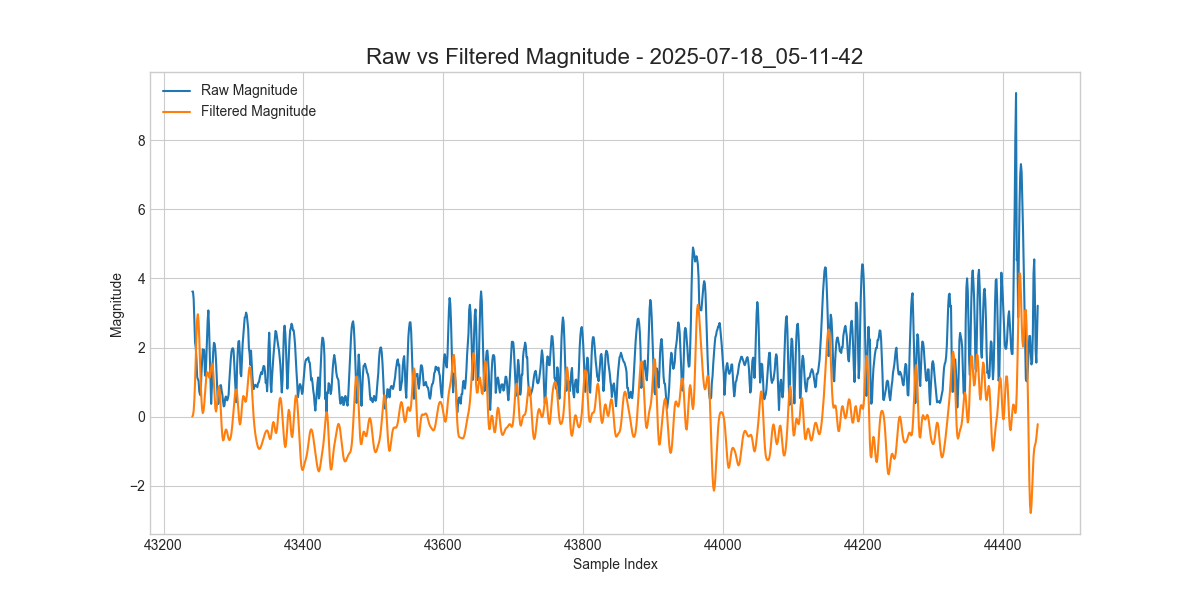 Raw vs Filtered Magnitude - 2025-07-18_05-11-42
Raw Magnitude
Filtered Magnitude
8
6
4
2
0
−2
Magnitude
43200
43400
43600
43800
44000
44200
44400
Sample Index